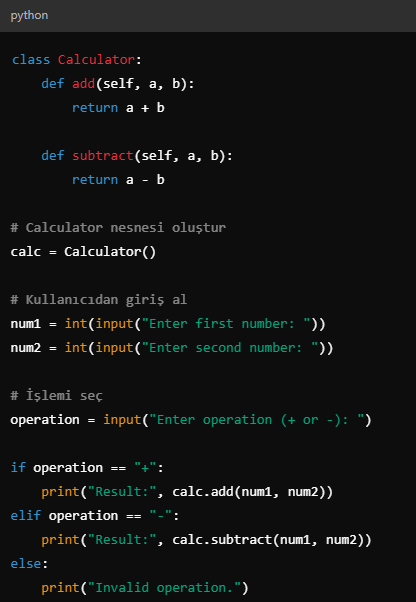 python
class Calculator:
    def add(self, a, b):
        return a + b
    def subtract(self, a, b):
        return a - b
# Calculator nesnesi oluştur
calc = Calculator()
# Kullanıcıdan giriş al
num1 = int(input("Enter first number: "))
num2 = int(input("Enter second number: "))
# İşlemi seç
operation = input("Enter operation (+ or -): ")
if operation == "+":
    print("Result:", calc.add(num1, num2))
elif operation == "-":
    print("Result:", calc.subtract(num1, num2))
else:
    print("Invalid operation.")